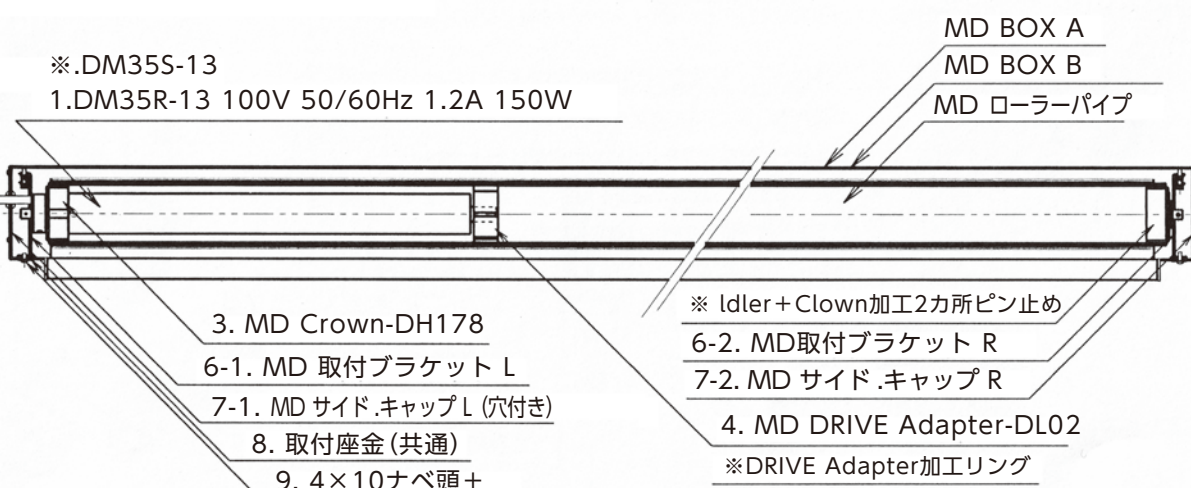 MD BOX A
MD BOX B
MD ローラーパイプ
※.DM35S-13
1.DM35R-13 100V 50/60Hz 1.2A 150W
3. MD Crown-DH178
6-1. MD 取付ブラケット L
7-1. MD サイド.キャップ L (穴付き)
8. 取付座金(共通)
9. 4×10ナベ頭+
※ ldler+Clown加工2カ所ピン止め
6-2. MD取付ブラケット R
7-2. MD サイド.キャップ R
4. MD DRIVE Adapter-DL02
※DRIVE Adapter加工リング